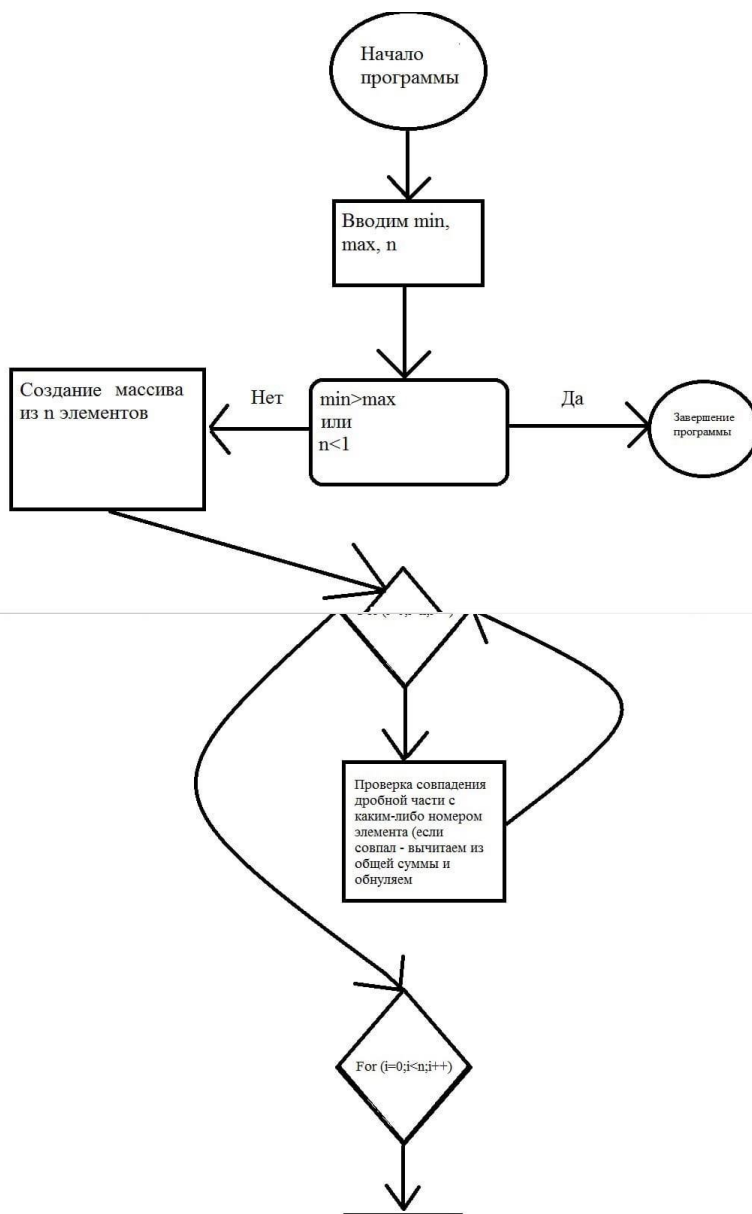 Начало
программы
Вводим min,
max, n
Создание массива
из n элементов
Нет
min>max
или
n<1
Да
Завершение
программы
Проверка совпадения
дробной части с
каким-либо номером
элемента (если
совпал - вычитаем из
общей суммы и
обнуляем
For (i=0;i<n;i++)